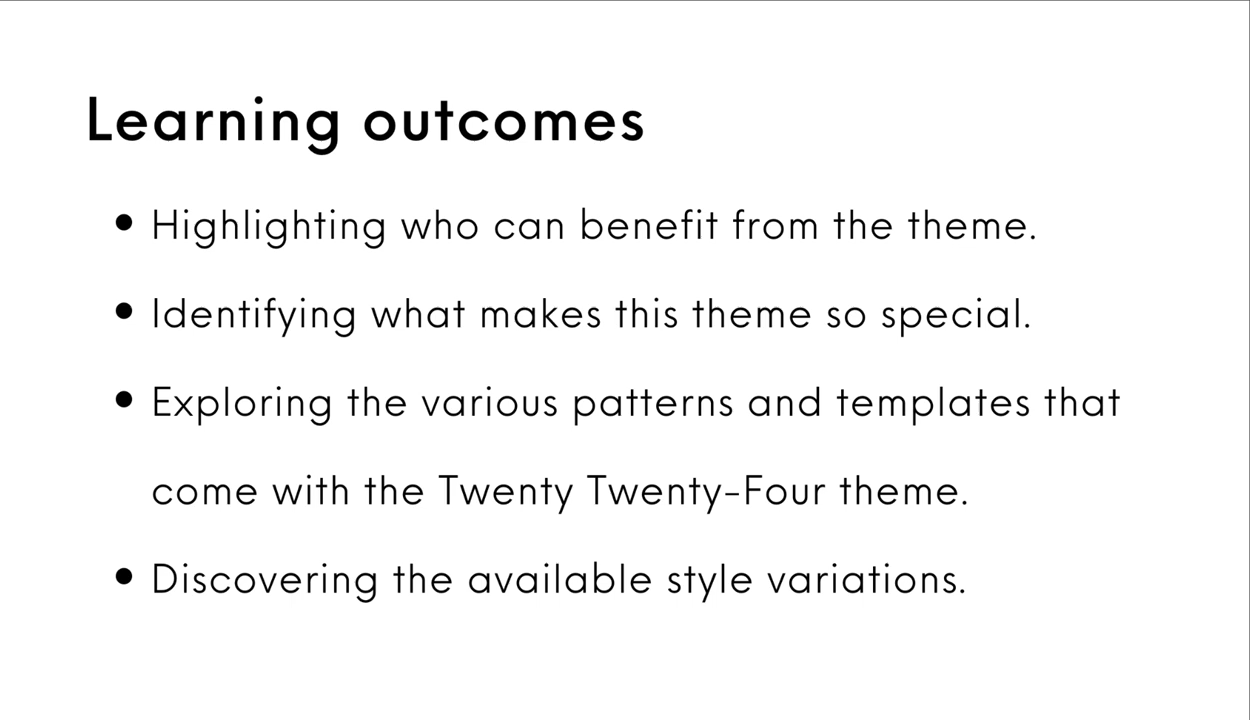 Learning outcomes
• Highlighting who can benefit from the theme.
• Identifying what makes this theme so special.
• Exploring the various patterns and templates that
come with the Twenty Twenty-Four theme.
• Discovering the available style variations.